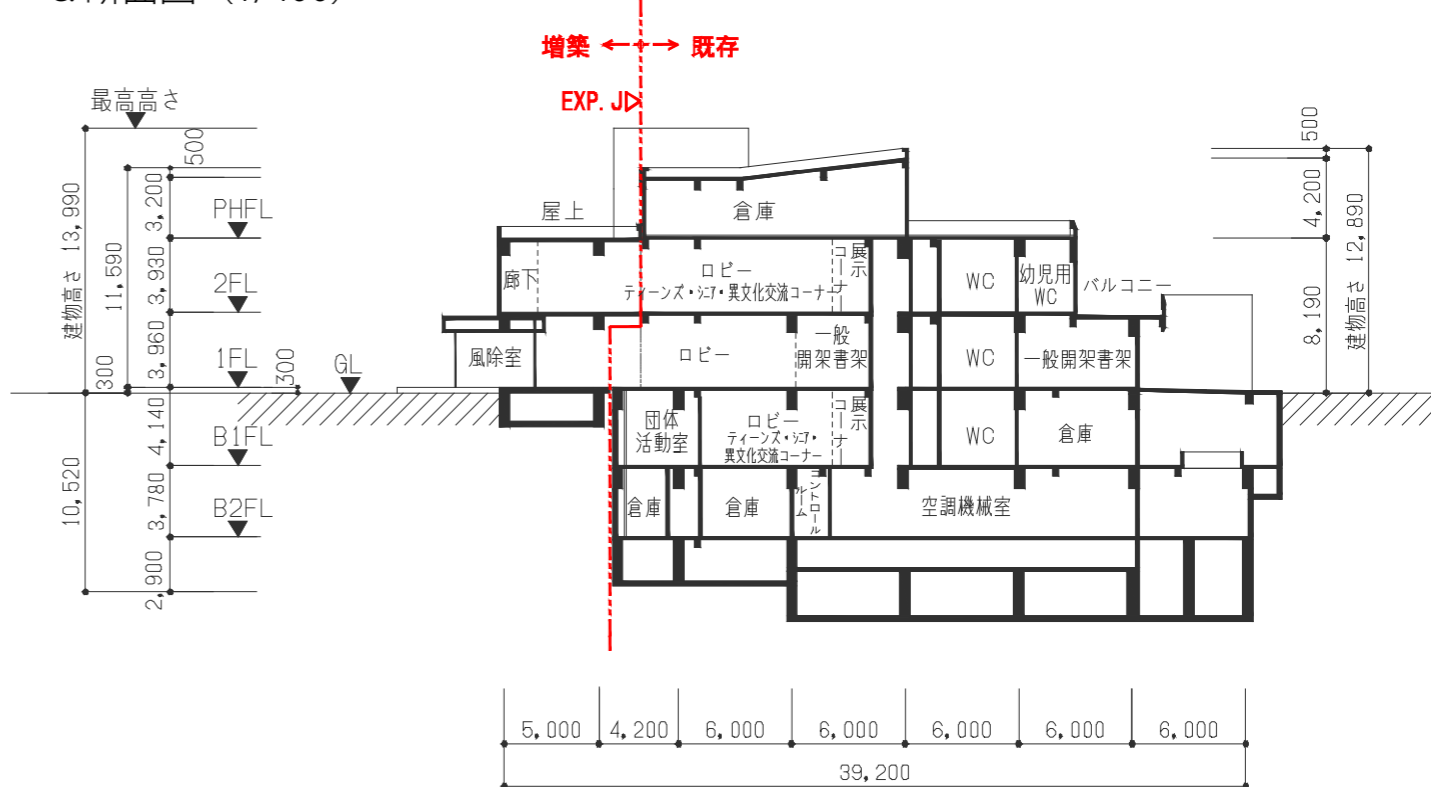 増築 ←→ 既存
EXP. J▷
最高高さ
500
3,200
3,930
3,960
4,140
3,780
2,900
11,590
300
建物高さ 13,990
10,520
300
PHFL
2FL
1FL
GL
B1FL
B2FL
屋上
倉庫
廊下
ロビー
ティーンズ・シニア・異文化交流コーナー
展示
コーナー
WC
幼児用
WC
バルコニー
風除室
ロビー
一般
開架書架
WC
一般開架書架
団体
活動室
ロビー
ティーンズ・シニア・
異文化交流コーナー
展示
コーナー
WC
倉庫
倉庫
倉庫
コントロール
ルーム
空調機械室
500
4,200
8,190
建物高さ 12,890
5,000
4,200
6,000
6,000
6,000
6,000
6,000
39,200